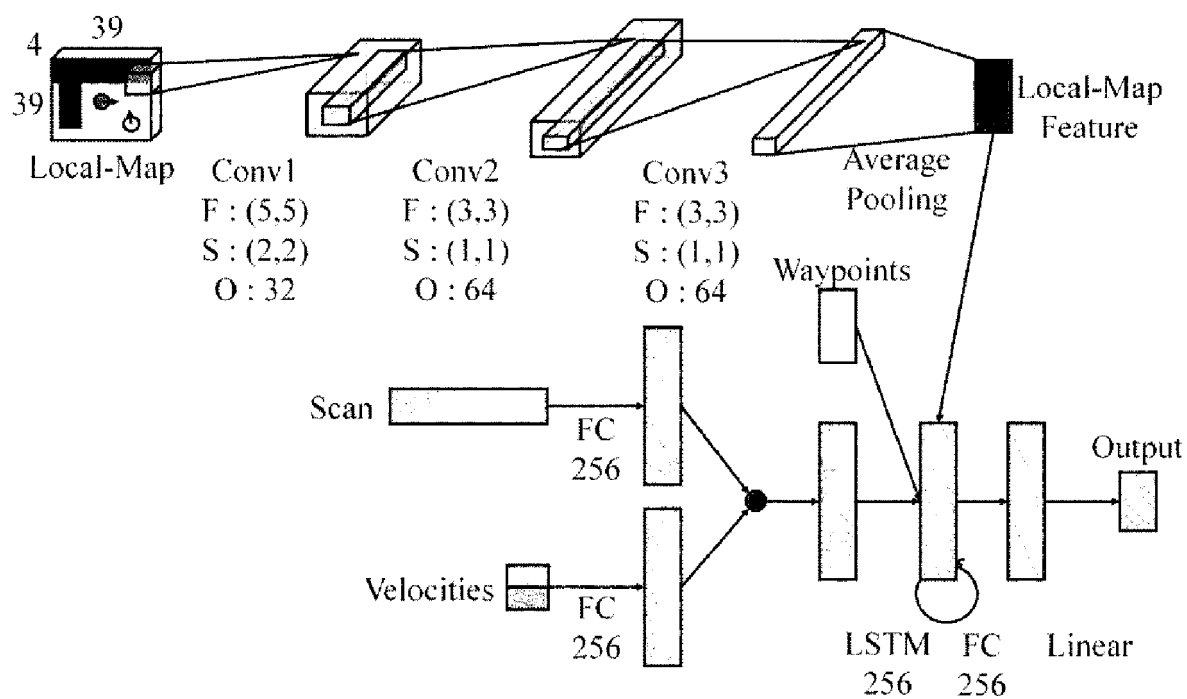 39
4
39
Local-Map
Conv1
F : (5,5)
S : (2,2)
O : 32
Conv2
F : (3,3)
S : (1,1)
O : 64
Conv3
F : (3,3)
S : (1,1)
O : 64
Average
Pooling
Local-Map
Feature
Waypoints
Scan
FC
256
Velocities
FC
256
LSTM
256
FC
256
Linear
Output